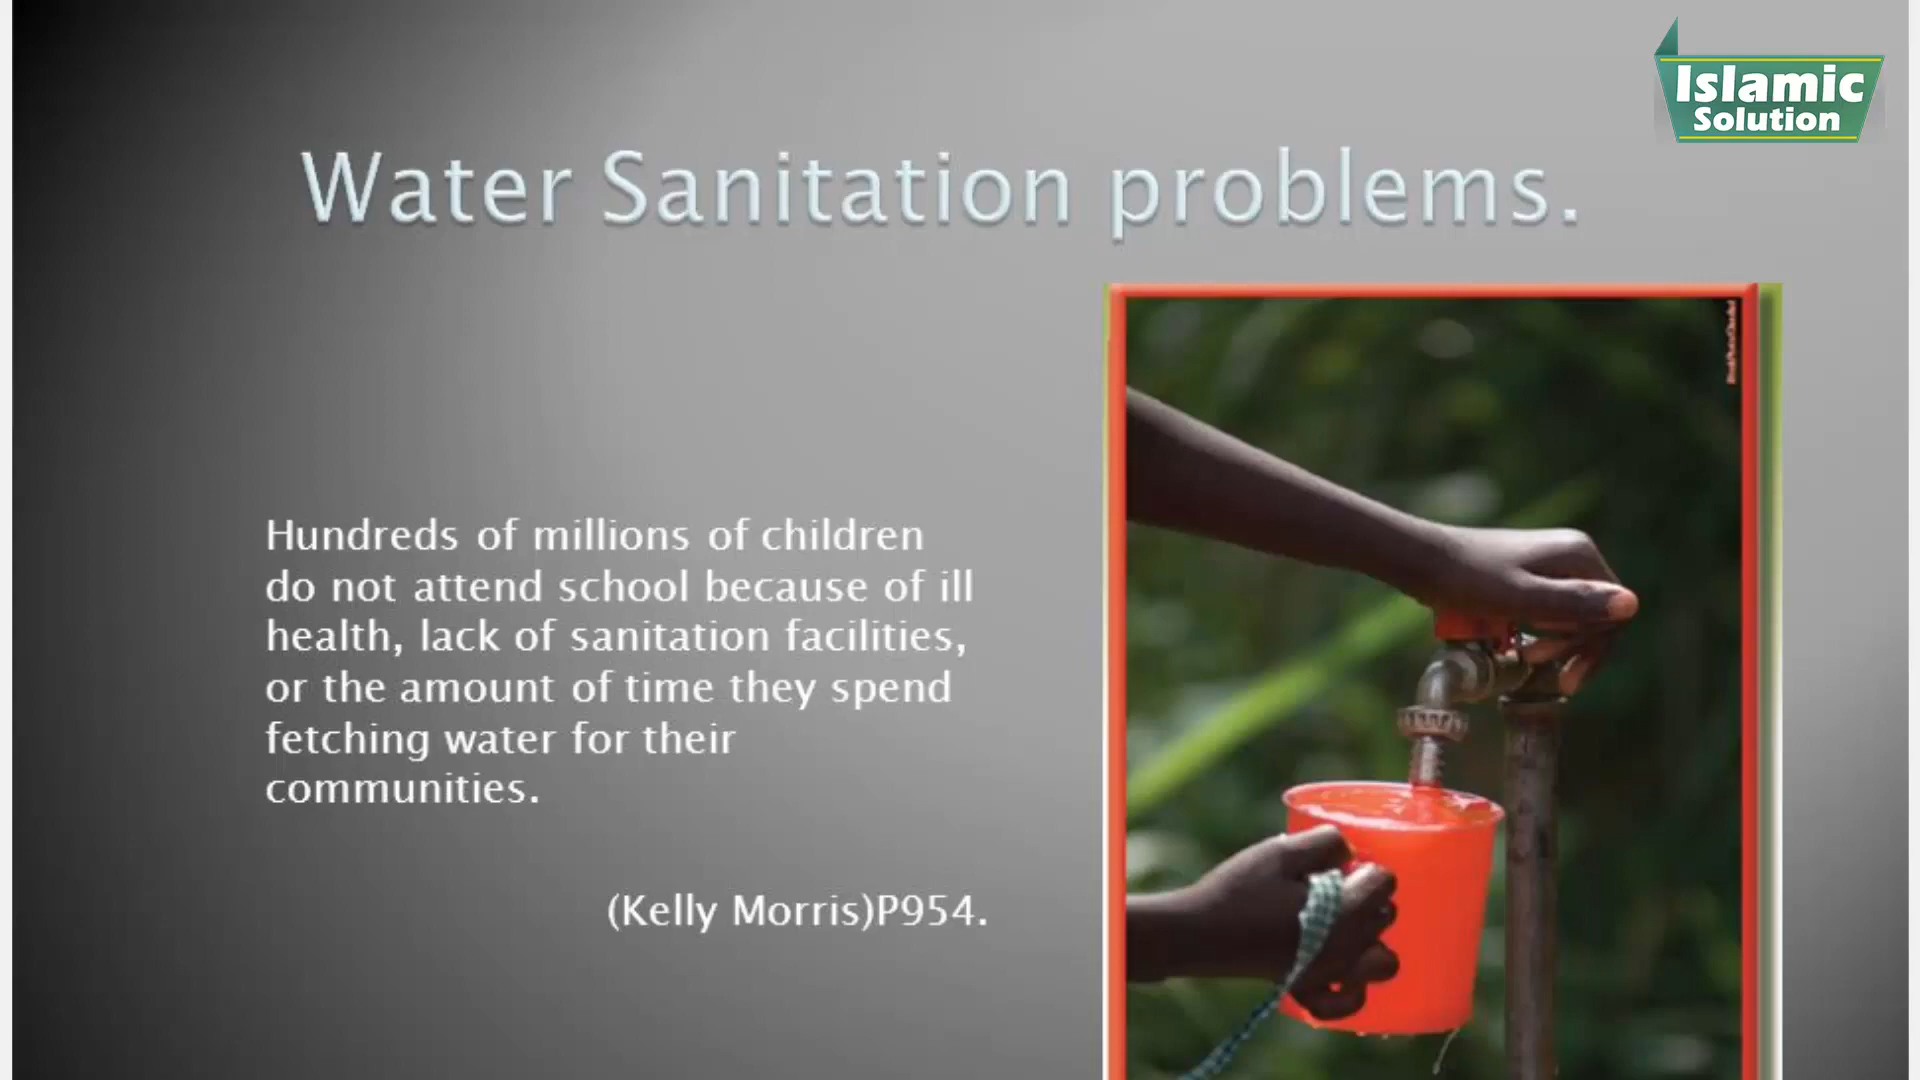 Islamic
Solution
Water Sanitation problems.
Hundreds of millions of children
do not attend school because of ill
health, lack of sanitation facilities,
or the amount of time they spend
fetching water for their
communities.
(Kelly Morris)P954.